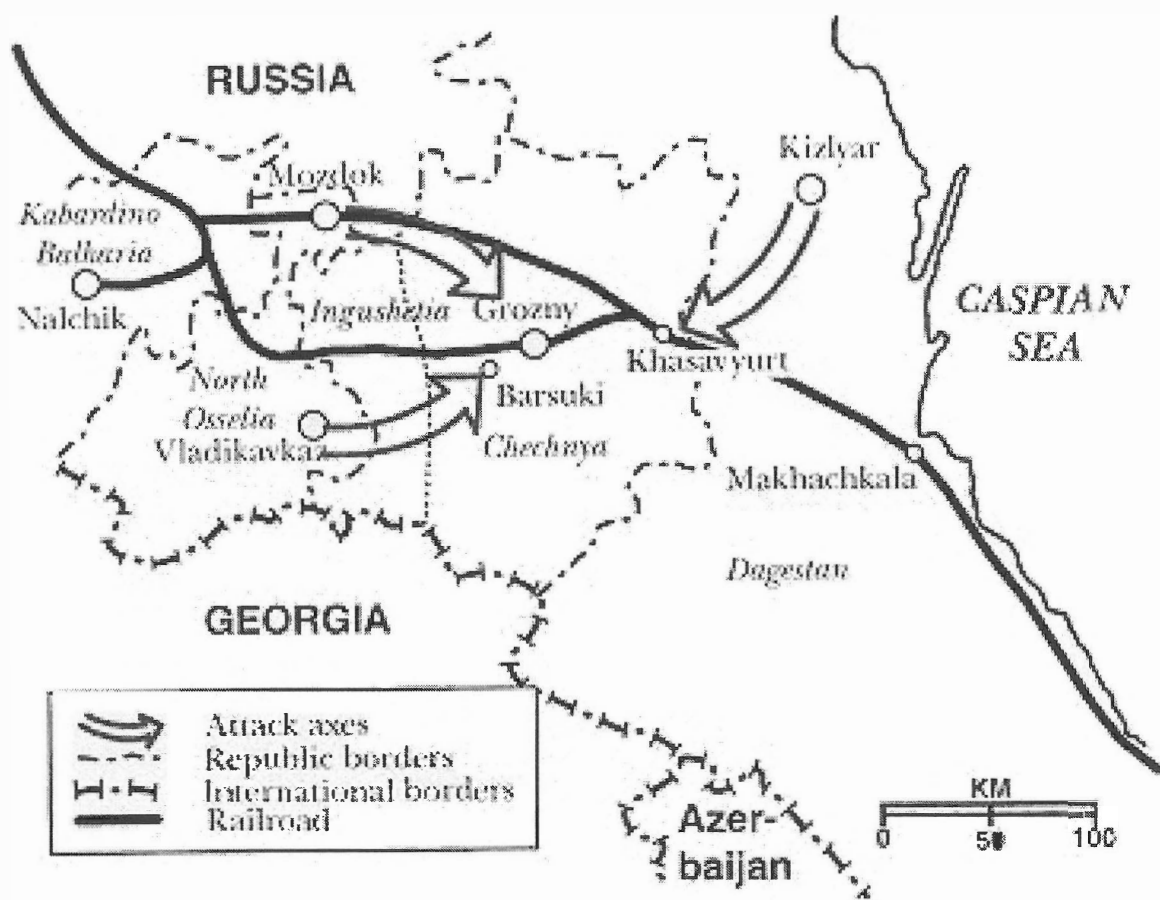 RUSSIA
Kizlyar
Mozdok
Kabardino
Balkaria
Nalchik
Ingushetia
Grozny
CASPIAN
SEA
Khasavyurt
North
Ossetia
Barsuki
Vladikavkaz
Chechnya
Makhachkala
Dagestan
GEORGIA
Attack axes
Republic borders
International borders
Railroad
KM
0 50 100
Azer-
baijan